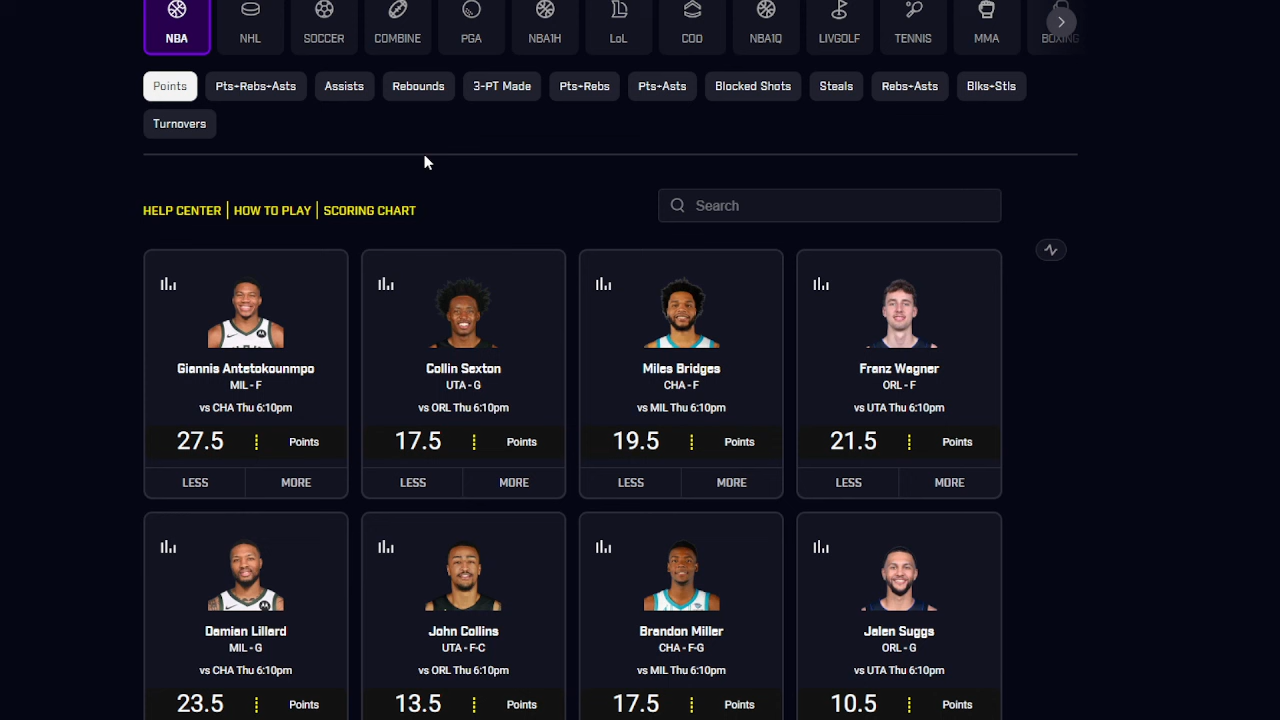 NBA NHL SOCCER COMBINE PGA NBA1H LoL COD NBA1Q LIVGOLF TENNIS MMA BOXING
Points Pts+Rebs+Asts Assists Rebounds 3-PT Made Pts+Rebs Pts+Asts Blocked Shots Steals Rebs+Asts Blks+Stls
Turnovers
HELP CENTER | HOW TO PLAY | SCORING CHART
Search
Giannis Antetokounmpo Collin Sexton Miles Bridges Franz Wagner
MIL - F UTA - G CHA - F ORL - F
vs CHA Thu 6:10pm vs ORL Thu 6:10pm vs MIL Thu 6:10pm vs UTA Thu 6:10pm
27.5 Points 17.5 Points 19.5 Points 21.5 Points
LESS MORE LESS MORE LESS MORE LESS MORE
Damian Lillard John Collins Brandon Miller Jalen Suggs
MIL - G UTA - F-C CHA - F-G ORL - G
vs CHA Thu 6:10pm vs ORL Thu 6:10pm vs MIL Thu 6:10pm vs UTA Thu 6:10pm
23.5 Points 13.5 Points 17.5 Points 10.5 Points